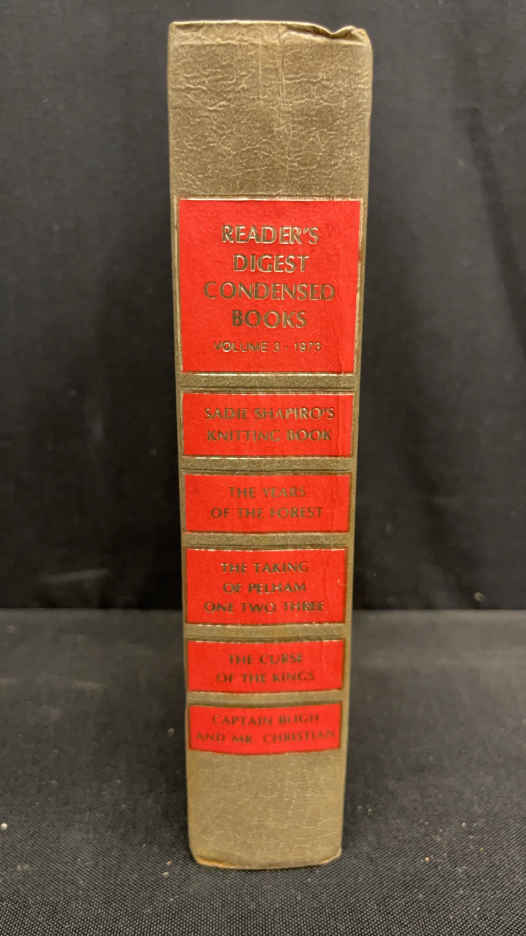 READER'S
DIGEST
CONDENSED
BOOKS
VOLUME 3 · 1973
SADIE SHAPIRO'S
KNITTING BOOK
THE YEARS
OF THE FOREST
THE TAKING
OF PELHAM
ONE TWO THREE
THE CURSE
OF THE KINGS
CAPTAIN BLIGH
AND MR. CHRISTIAN